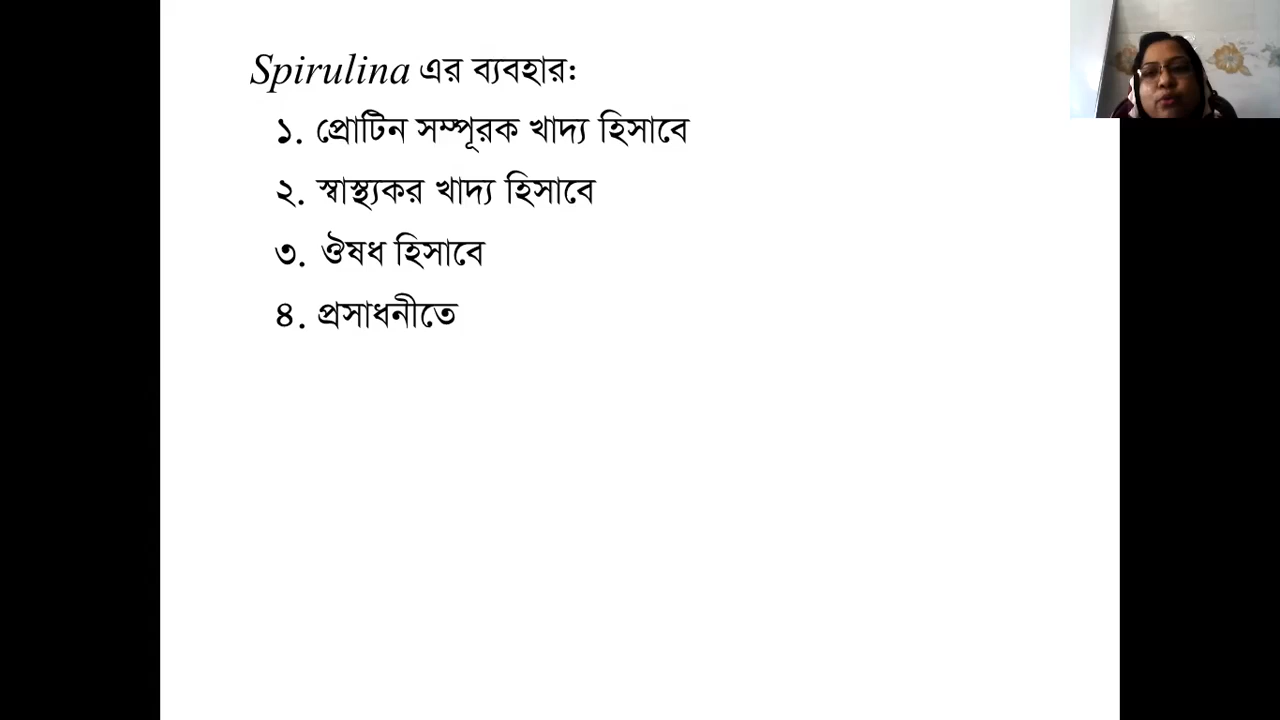 Spirulina এর ব্যবহারঃ
১. প্রোটিন সম্পূরক খাদ্য হিসাবে
২. স্বাস্থ্যকর খাদ্য হিসাবে
৩. ঔষধ হিসাবে
৪. প্রসাধনীতে